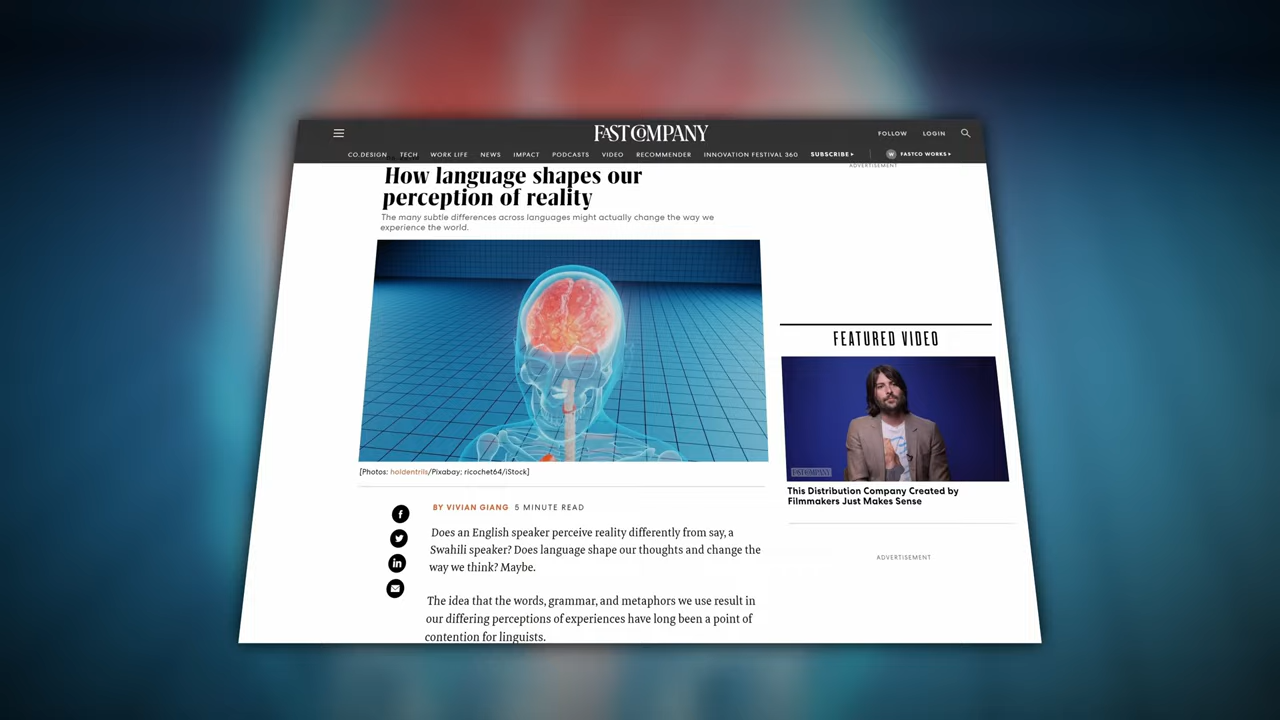 FAST COMPANY
FOLLOW LOGIN
CO.DESIGN TECH WORK LIFE NEWS IMPACT PODCASTS VIDEO RECOMMENDER INNOVATION FESTIVAL 360 SUBSCRIBE W FASTCO WORKS
ADVERTISEMENT
How language shapes our
perception of reality
The many subtle differences across languages might actually change the way we
experience the world.
[Photos: holdentrils/Pixabay; ricochet64/iStock]
BY VIVIAN GIANG 5 MINUTE READ
Does an English speaker perceive reality differently from say, a
Swahili speaker? Does language shape our thoughts and change the
way we think? Maybe.
The idea that the words, grammar, and metaphors we use result in
our differing perceptions of experiences have long been a point of
contention for linguists.
FEATURED VIDEO
FAST COMPANY
This Distribution Company Created by
Filmmakers Just Makes Sense
ADVERTISEMENT